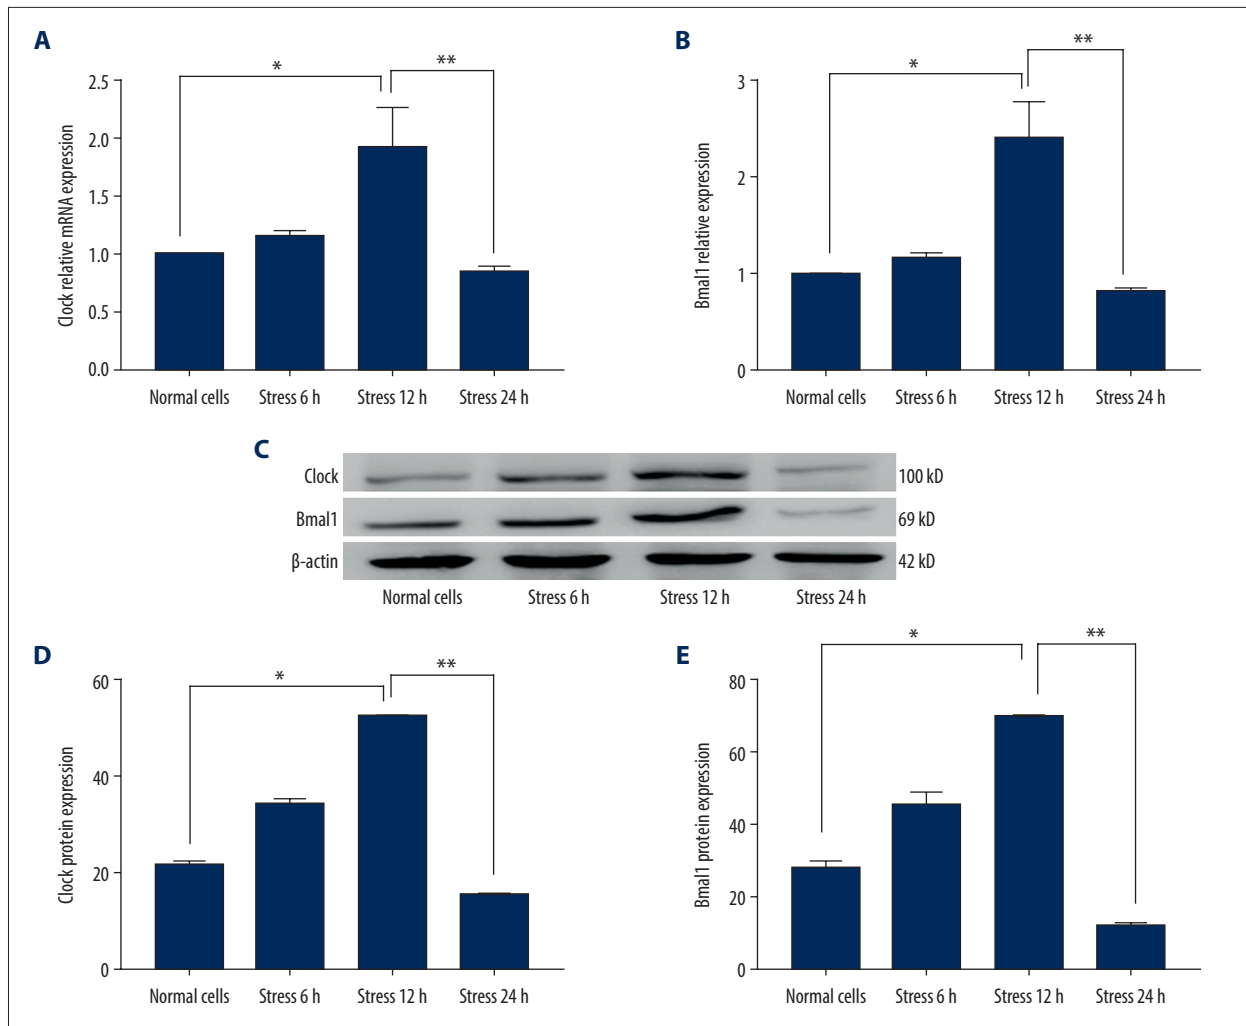 A
* **
Clock relative mRNA expression
2.5
2.0
1.5
1.0
0.5
0.0
Normal cells Stress 6 h Stress 12 h Stress 24 h
B
* **
Bmal1 relative expression
3
2
1
0
Normal cells Stress 6 h Stress 12 h Stress 24 h
C
Clock 100 kD
Bmal1 69 kD
β-actin 42 kD
Normal cells Stress 6 h Stress 12 h Stress 24 h
D
* **
Clock protein expression
60
40
20
0
Normal cells Stress 6 h Stress 12 h Stress 24 h
E
* **
Bmal1 protein expression
80
60
40
20
0
Normal cells Stress 6 h Stress 12 h Stress 24 h